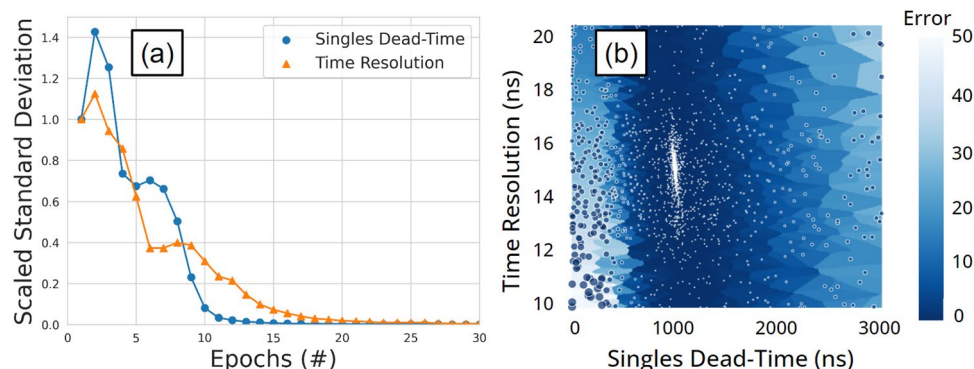 (a)
Singles Dead-Time
Time Resolution
Scaled Standard Deviation
1.4
1.2
1.0
0.8
0.6
0.4
0.2
0.0
0 5 10 15 20 25 30
Epochs (#)
(b)
Time Resolution (ns)
20
18
16
14
12
10
0 1000 2000 3000
Singles Dead-Time (ns)
Error
50
40
30
20
10
0